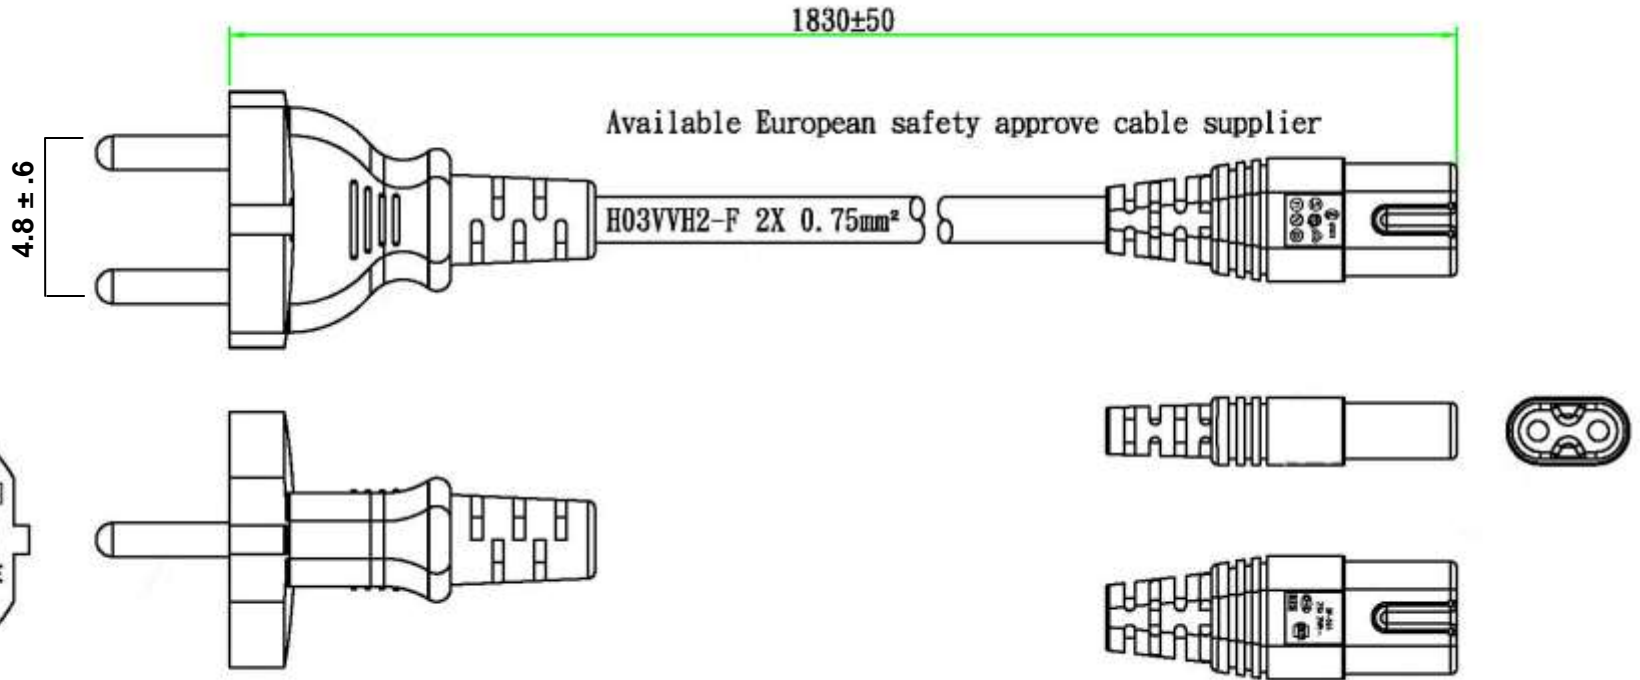 1830±50
Available European safety approve cable supplier
4.8 ± .6
H03VVH2-F 2X 0.75mm²